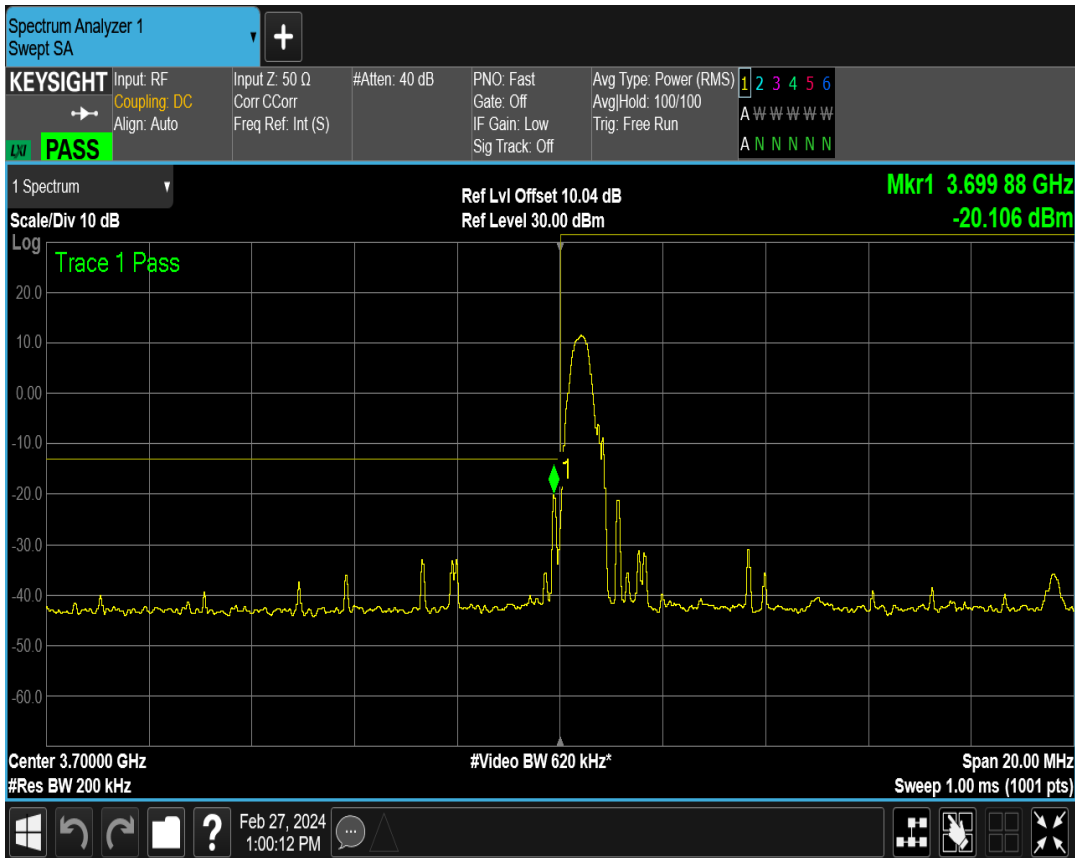 Spectrum Analyzer 1
Swept SA
+
KEYSIGHT
LXI
PASS
Input: RF
Coupling: DC
Align: Auto
Input Z: 50 Ω
Corr CCorr
Freq Ref: Int (S)
#Atten: 40 dB
PNO: Fast
Gate: Off
IF Gain: Low
Sig Track: Off
Avg Type: Power (RMS)
Avg|Hold: 100/100
Trig: Free Run
1 2 3 4 5 6
A W W W W W
A N N N N N
1 Spectrum
Scale/Div 10 dB
Ref Lvl Offset 10.04 dB
Ref Level 30.00 dBm
Mkr1 3.699 88 GHz
-20.106 dBm
Log
Trace 1 Pass
20.0
10.0
0.00
-10.0
1
-20.0
-30.0
-40.0
-50.0
-60.0
Center 3.70000 GHz
#Res BW 200 kHz
#Video BW 620 kHz*
Span 20.00 MHz
Sweep 1.00 ms (1001 pts)
?
Feb 27, 2024
1:00:12 PM